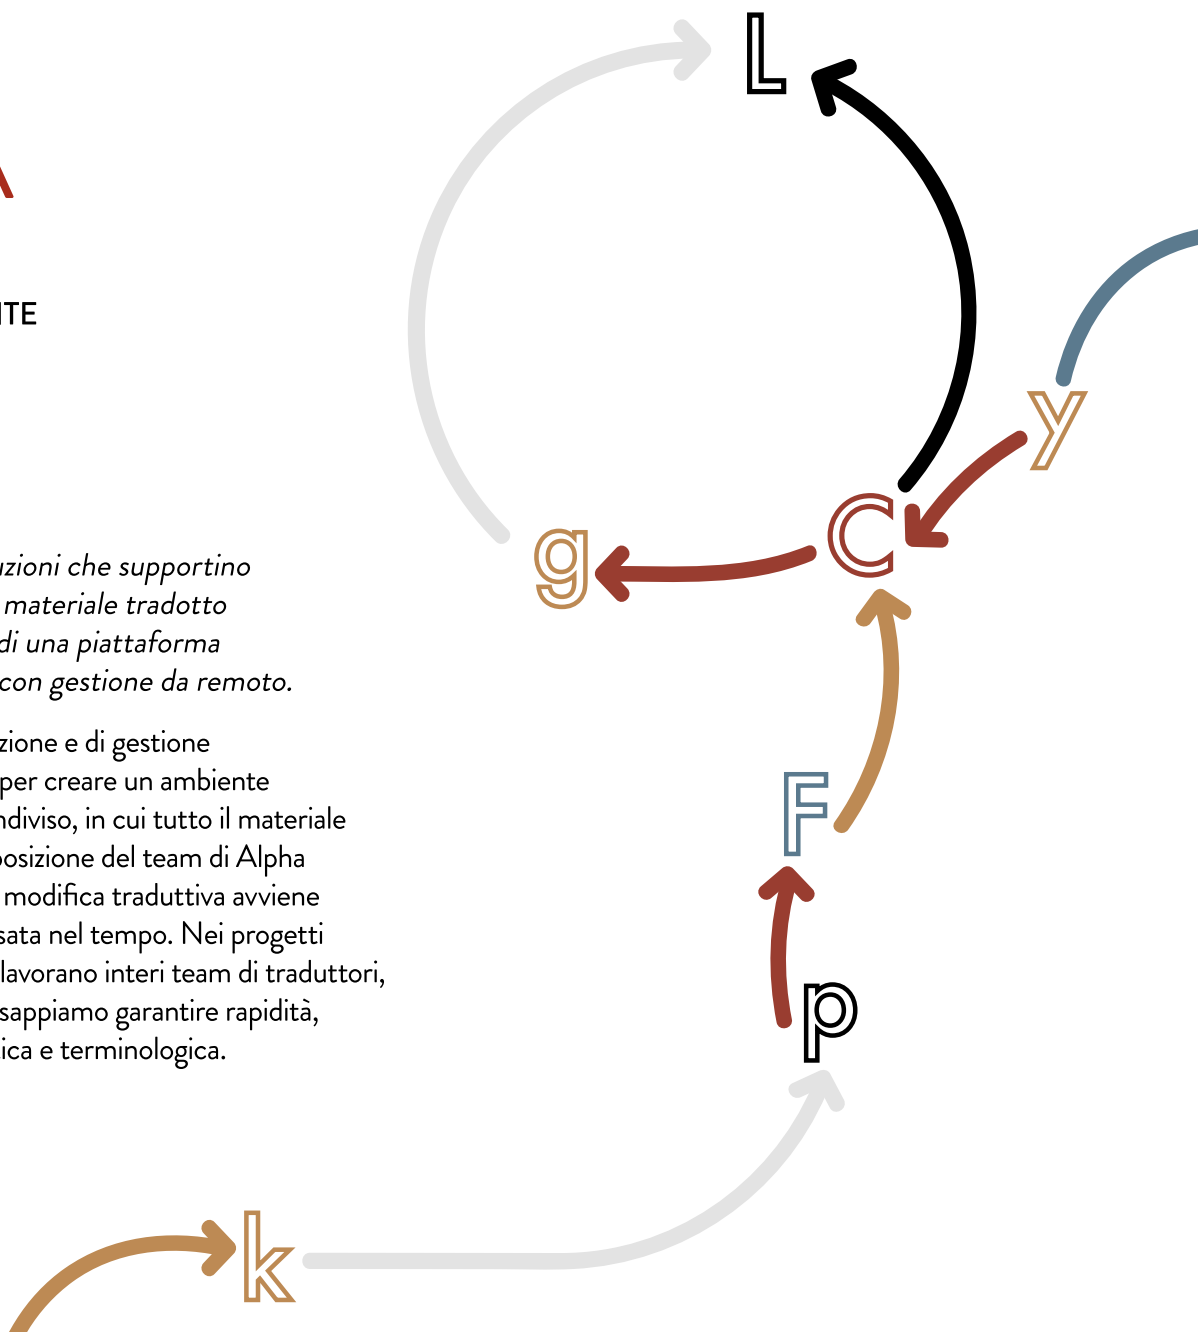 L
NTE
y
C
g
uzioni che supportino
materiale tradotto
di una piattaforma
con gestione da remoto.
zione e di gestione
per creare un ambiente
ndiviso, in cui tutto il materiale
posizione del team di Alpha
modifica traduttiva avviene
sata nel tempo. Nei progetti
lavorano interi team di traduttori,
sappiamo garantire rapidità,
ica e terminologica.
F
p
k